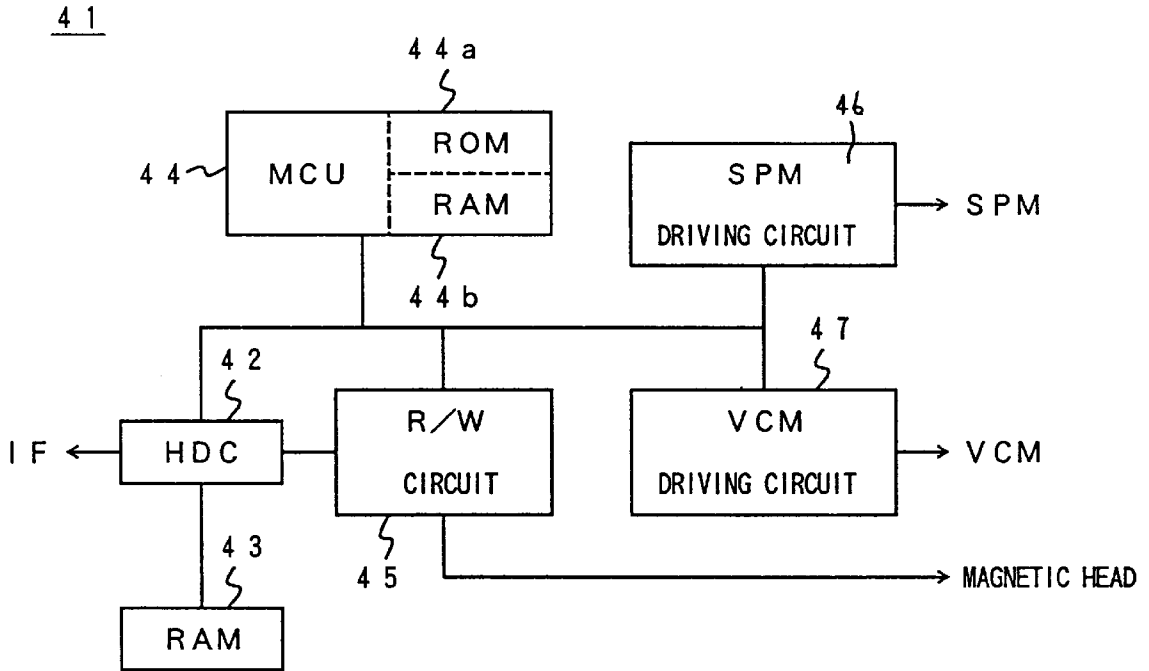 41
44a
46
ROM
44
MCU
SPM
RAM
SPM
DRIVING CIRCUIT
44b
47
42
R/W
VCM
IF
HDC
VCM
CIRCUIT
DRIVING CIRCUIT
43
45
MAGNETIC HEAD
RAM